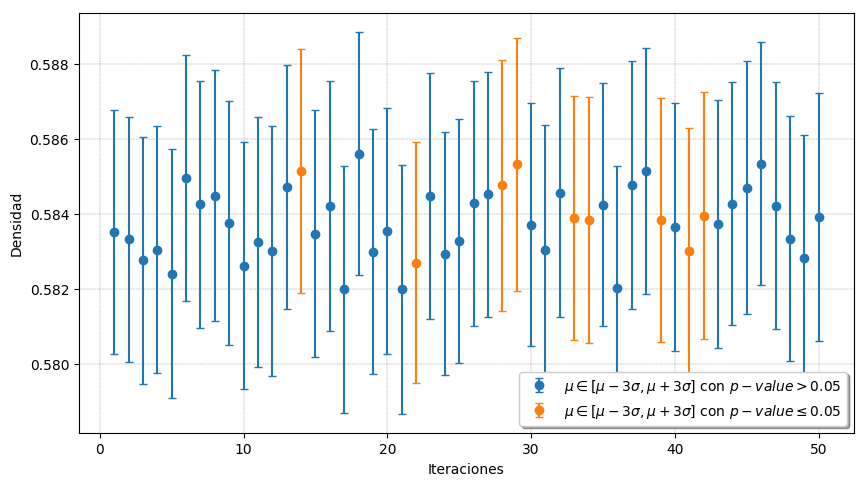 0.588
0.586
0.584
0.582
0.580
Densidad
0
10
20
30
40
50
Iteraciones
μ ∈ [μ − 3σ, μ + 3σ] con p − value > 0.05
μ ∈ [μ − 3σ, μ + 3σ] con p − value ≤ 0.05